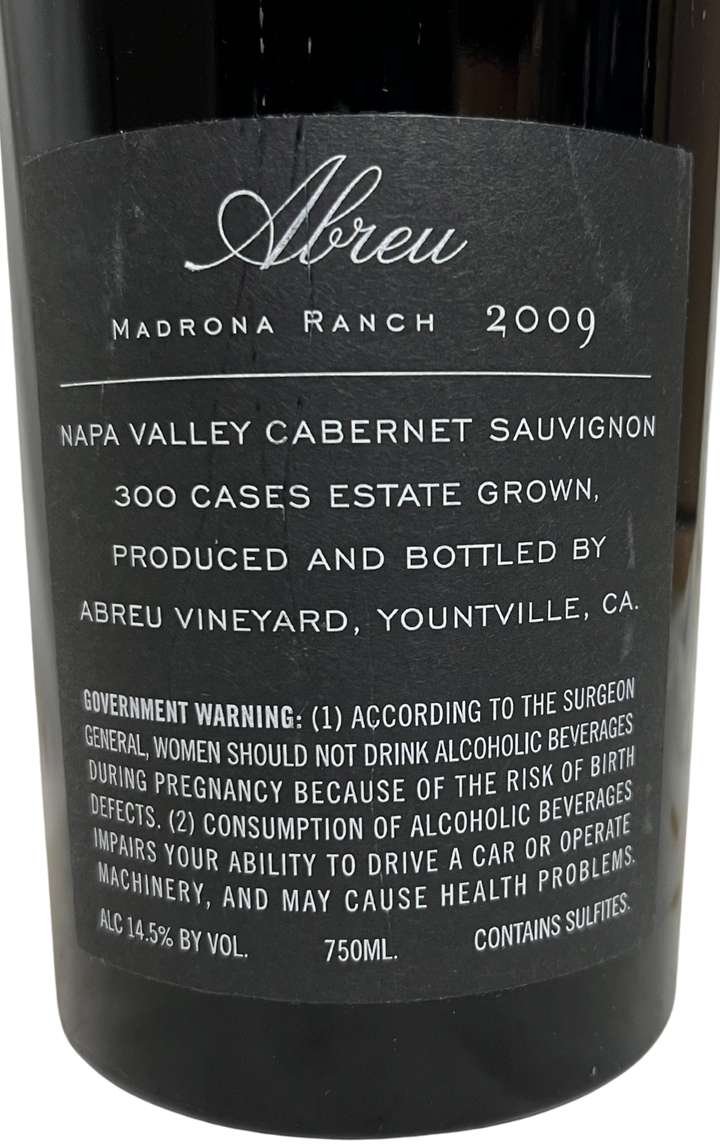 Abreu
MADRONA RANCH 2009
NAPA VALLEY CABERNET SAUVIGNON
300 CASES ESTATE GROWN,
PRODUCED AND BOTTLED BY
ABREU VINEYARD, YOUNTVILLE, CA.
GOVERNMENT WARNING: (1) ACCORDING TO THE SURGEON
GENERAL, WOMEN SHOULD NOT DRINK ALCOHOLIC BEVERAGES
DURING PREGNANCY BECAUSE OF THE RISK OF BIRTH
DEFECTS. (2) CONSUMPTION OF ALCOHOLIC BEVERAGES
IMPAIRS YOUR ABILITY TO DRIVE A CAR OR OPERATE
MACHINERY, AND MAY CAUSE HEALTH PROBLEMS.
ALC 14.5% BY VOL. 750ML. CONTAINS SULFITES.